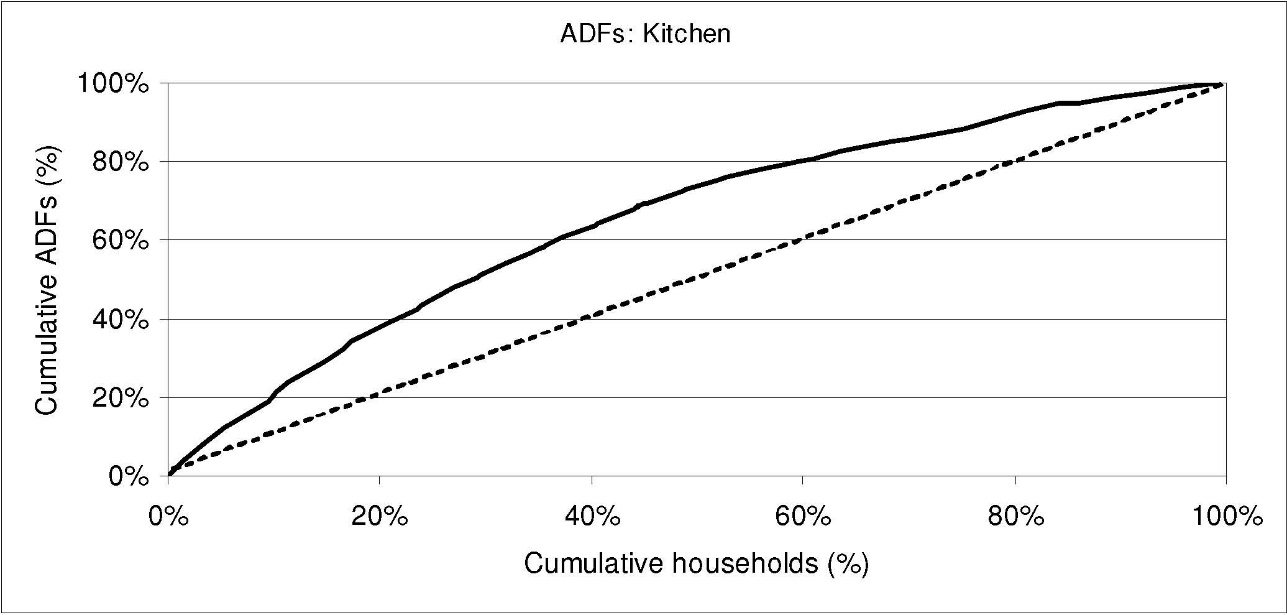 ADFs: Kitchen
100%
80%
60%
40%
20%
0%
Cumulative ADFs (%)
0% 20% 40% 60% 80% 100%
Cumulative households (%)